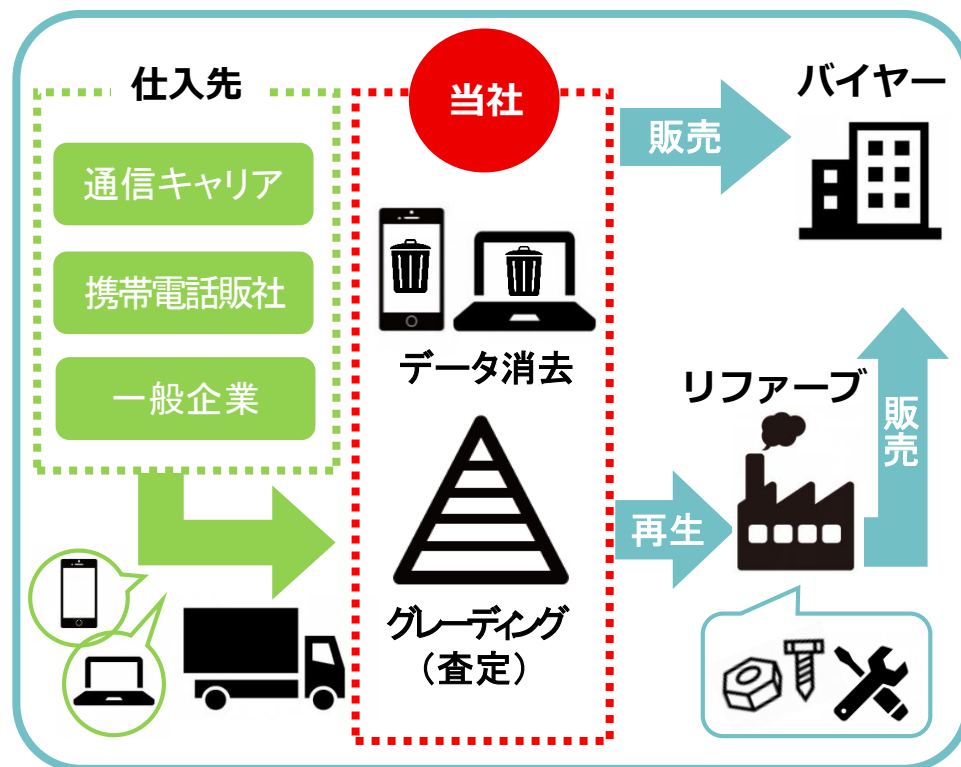 仕入先
通信キャリア
携帯電話販社
一般企業
当社
データ消去
グレーディング
（査定）
販売
バイヤー
再生
リファーブ
販売